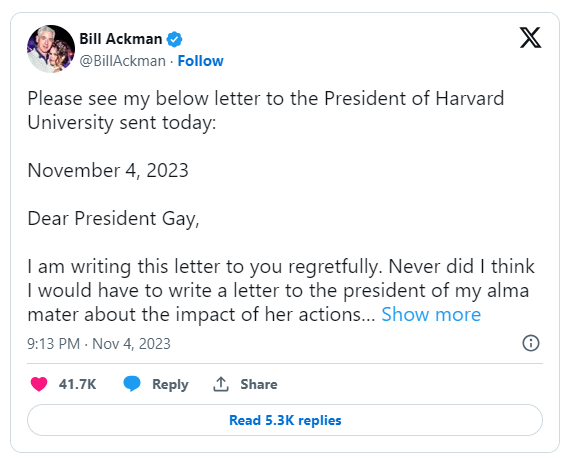 Bill Ackman
@BillAckman · Follow
Please see my below letter to the President of Harvard
University sent today:
November 4, 2023
Dear President Gay,
I am writing this letter to you regretfully. Never did I think
I would have to write a letter to the president of my alma
mater about the impact of her actions... Show more
9:13 PM · Nov 4, 2023
41.7K Reply Share
Read 5.3K replies